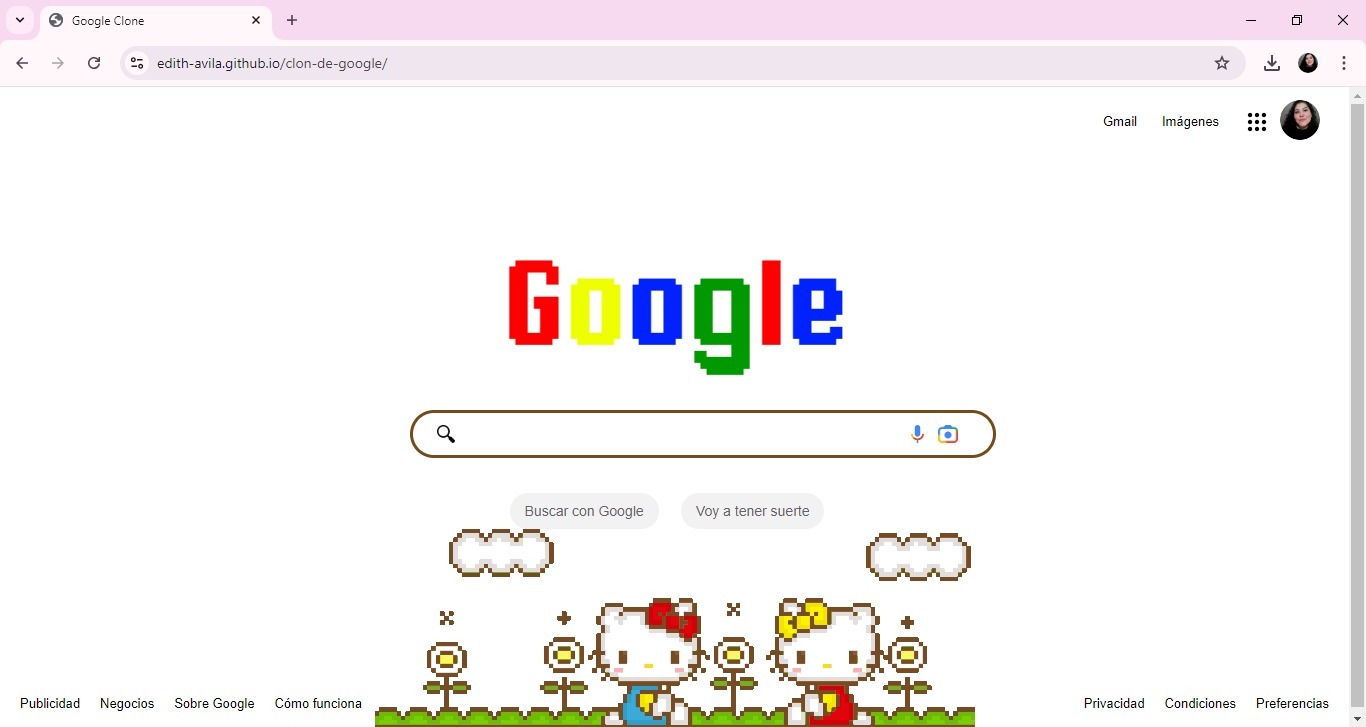 Google Clone
edith-avila.github.io/clon-de-google/
Gmail Imágenes
Google
Buscar con Google Voy a tener suerte
Publicidad Negocios Sobre Google Cómo funciona Privacidad Condiciones Preferencias